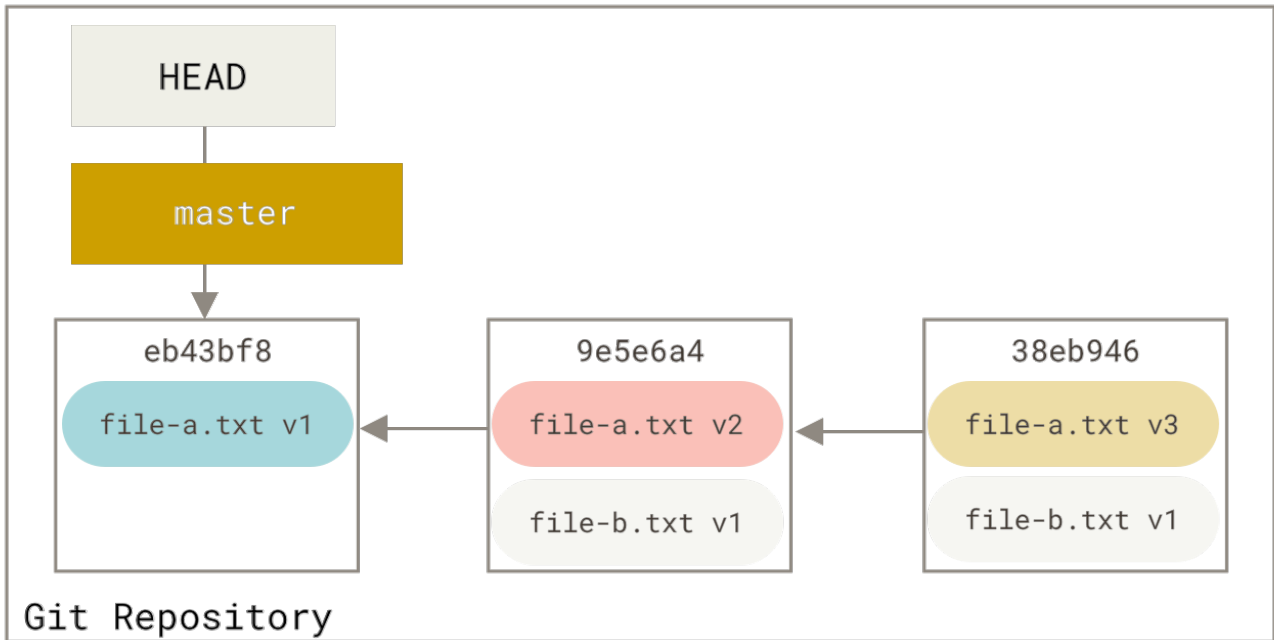 HEAD
master
eb43bf8
9e5e6a4
38eb946
file-a.txt v1
file-a.txt v2
file-a.txt v3
file-b.txt v1
file-b.txt v1
Git Repository